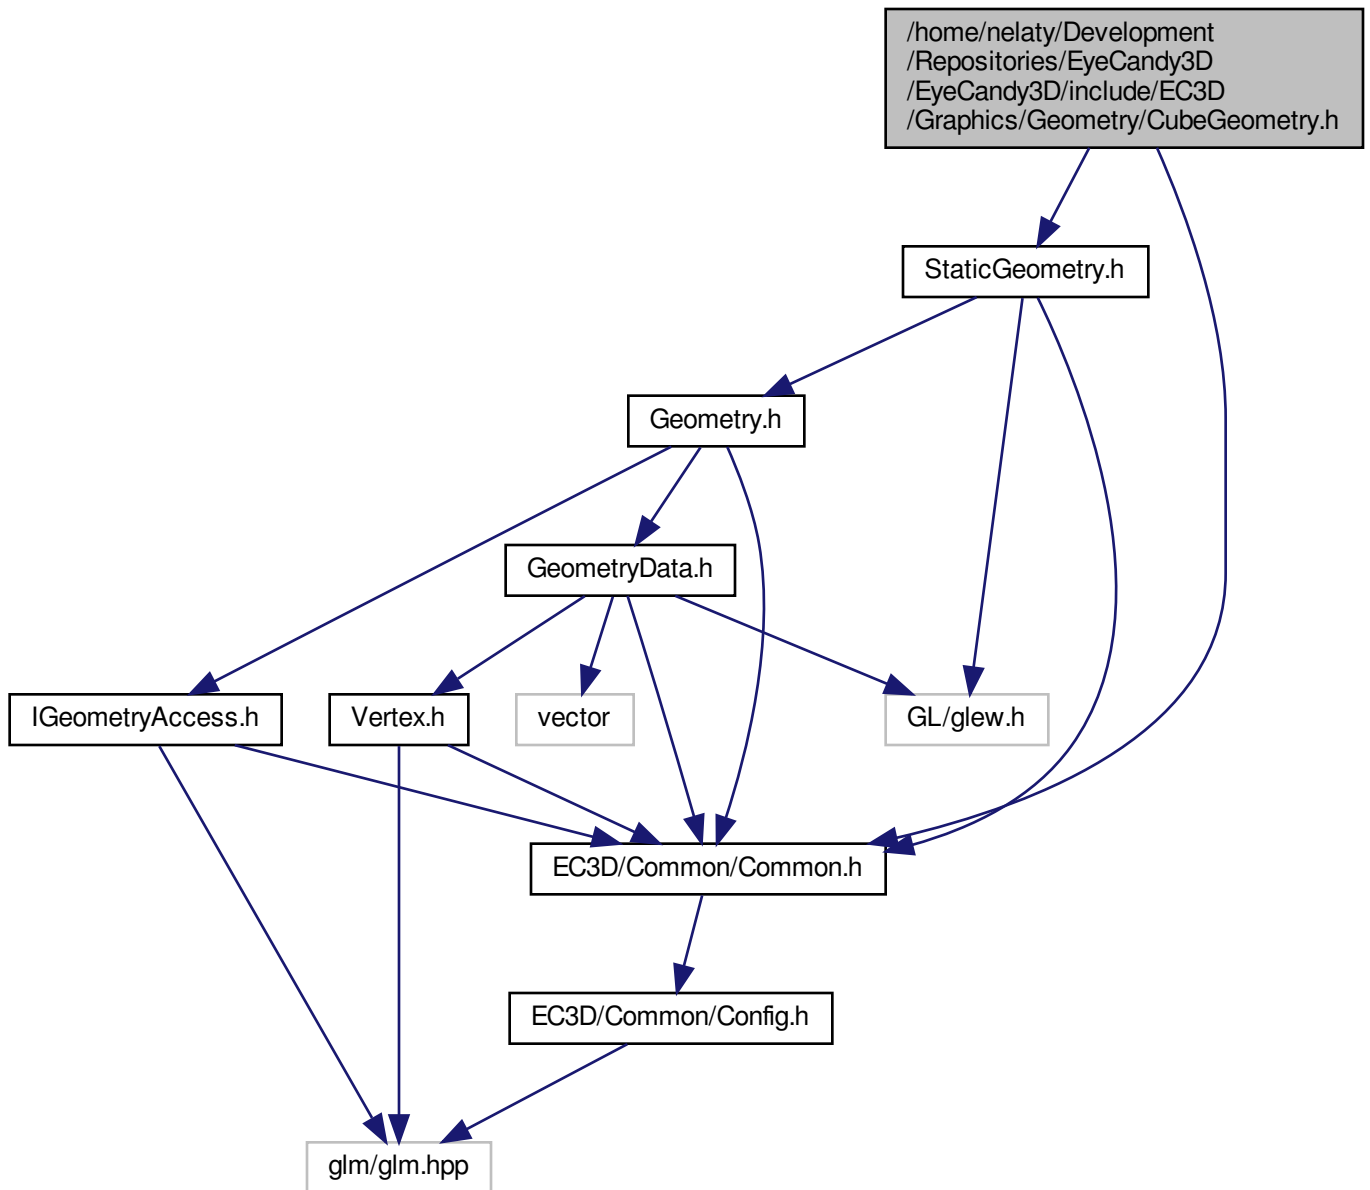 /home/nelaty/Development
/Repositories/EyeCandy3D
/EyeCandy3D/include/EC3D
/Graphics/Geometry/CubeGeometry.h
StaticGeometry.h
Geometry.h
GeometryData.h
IGeometryAccess.h
Vertex.h
vector
GL/glew.h
EC3D/Common/Common.h
EC3D/Common/Config.h
glm/glm.hpp